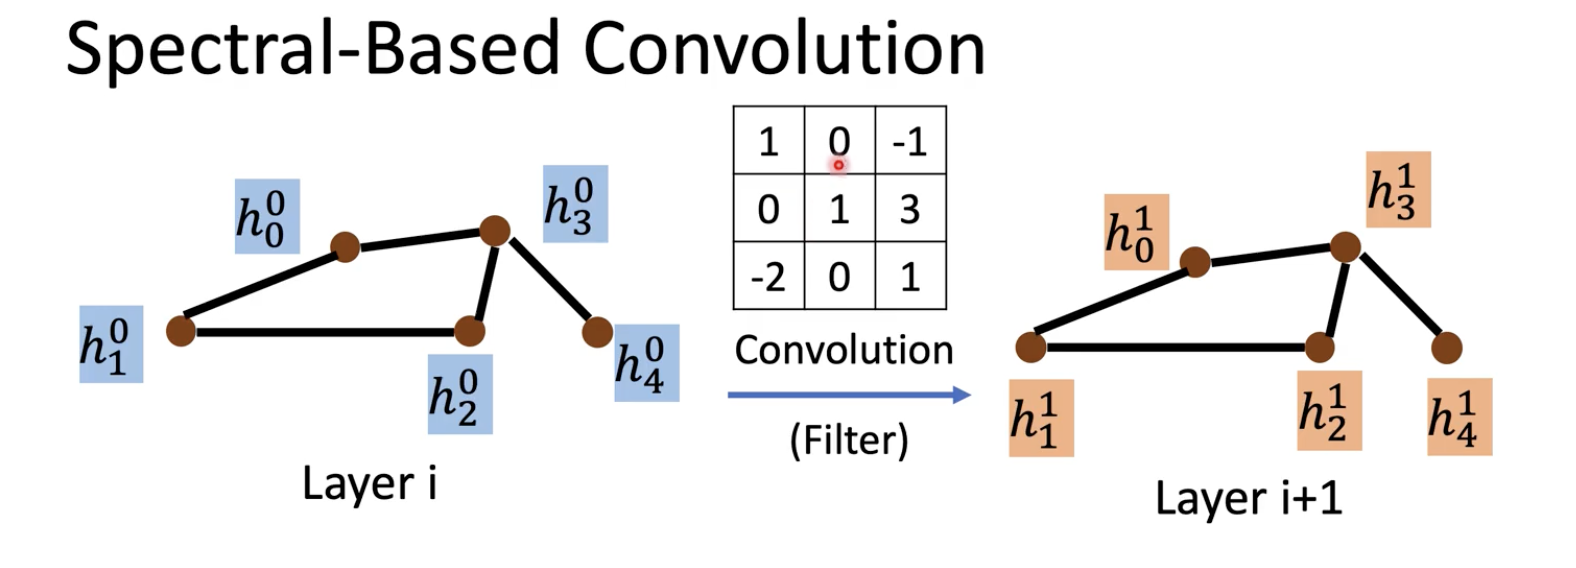 Spectral-Based Convolution
1 0 -1
0 1 3
-2 0 1
Convolution
(Filter)
h_0^0
h_3^0
h_1^0
h_2^0
h_4^0
Layer i
h_0^1
h_3^1
h_1^1
h_2^1
h_4^1
Layer i+1